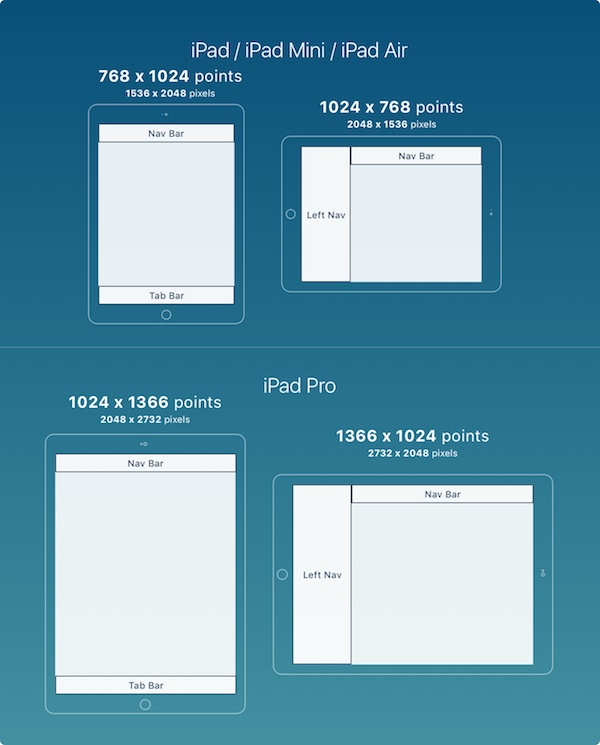 iPad / iPad Mini / iPad Air
768 x 1024 points
1536 x 2048 pixels
Nav Bar
Tab Bar
1024 x 768 points
2048 x 1536 pixels
Nav Bar
Left Nav
iPad Pro
1024 x 1366 points
2048 x 2732 pixels
Nav Bar
Tab Bar
1366 x 1024 points
2732 x 2048 pixels
Nav Bar
Left Nav